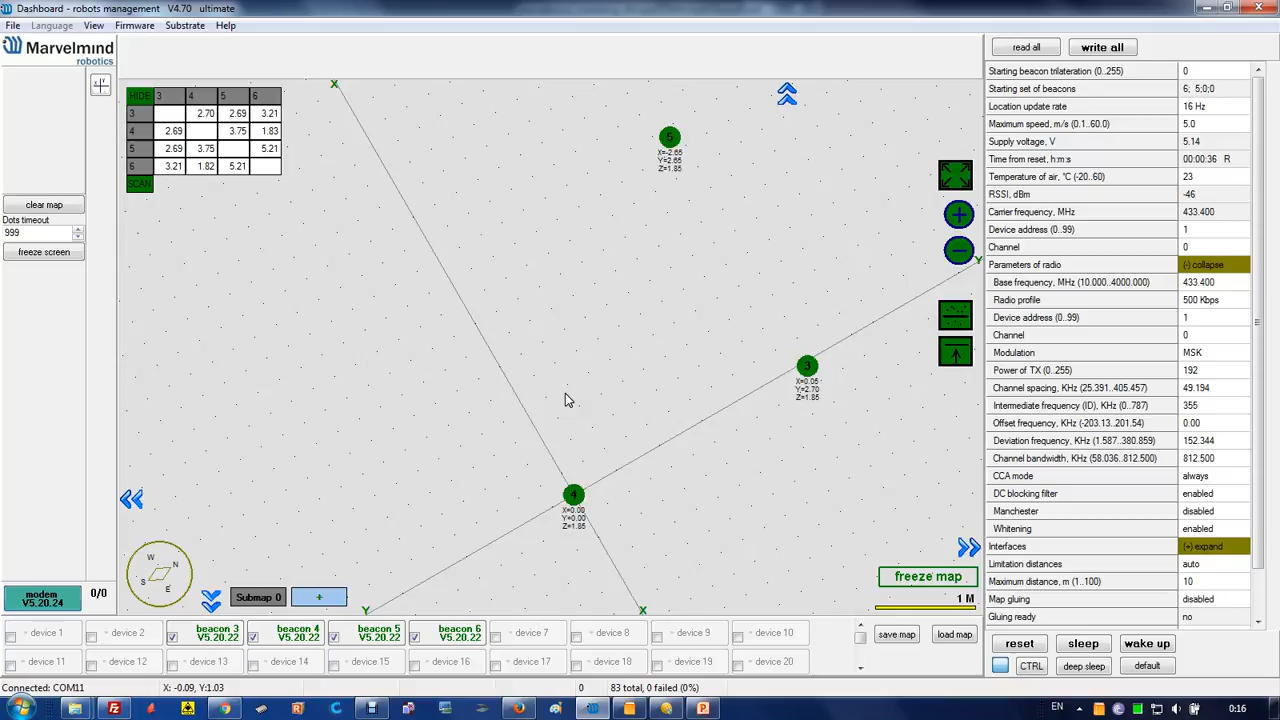 Dashboard - robots management V4.70 ultimate
File Language View Firmware Substrate Help
Marvelmind
robotics
read all
write all
clear map
Dots timeout
999
freeze screen
HIDE 3 4 5 6
3 2.70 2.69 3.21
4 2.69 3.75 1.83
5 2.69 3.75 5.21
6 3.21 1.82 5.21
SCAN
X
5
X=-2.65
Y=2.65
Z=1.85
Y
3
X=0.05
Y=2.70
Z=1.85
4
X=0.00
Y=0.00
Z=1.85
W
N
S
E
Y
X
Submap 0
+
freeze map
1 M
Starting beacon trilateration (0..255) 0
Starting set of beacons 6; 5;0;0
Location update rate 16 Hz
Maximum speed, m/s (0.1..60.0) 5.0
Supply voltage, V 5.14
Time from reset, h:m:s 00:00:36 R
Temperature of air, °C (-20..60) 23
RSSI, dBm -46
Carrier frequency, MHz 433.400
Device address (0..99) 1
Channel 0
Parameters of radio (-) collapse
Base frequency, MHz (10.000..4000.000) 433.400
Radio profile 500 Kbps
Device address (0..99) 1
Channel 0
Modulation MSK
Power of TX (0..255) 192
Channel spacing, KHz (25.391..405.457) 49.194
Intermediate frequency (ID), KHz (0..787) 355
Offset frequency, KHz (-203.13..201.54) 0.00
Deviation frequency, KHz (1.587..380.859) 152.344
Channel bandwidth, KHz (58.036..812.500) 812.500
CCA mode always
DC blocking filter enabled
Manchester disabled
Whitening enabled
Interfaces (+) expand
Limitation distances auto
Maximum distance, m (1..100) 10
Map gluing disabled
Gluing ready no
modem
V5.20.24
0/0
device 1 device 2 beacon 3 V5.20.22 beacon 4 V5.20.22 beacon 5 V5.20.22 beacon 6 V5.20.22 device 7 device 8 device 9 device 10
device 11 device 12 device 13 device 14 device 15 device 16 device 17 device 18 device 19 device 20
save map
load map
reset
sleep
wake up
CTRL
deep sleep
default
Connected: COM11 X: -0.09, Y:1.03 0 83 total, 0 failed (0%)
EN 0:16